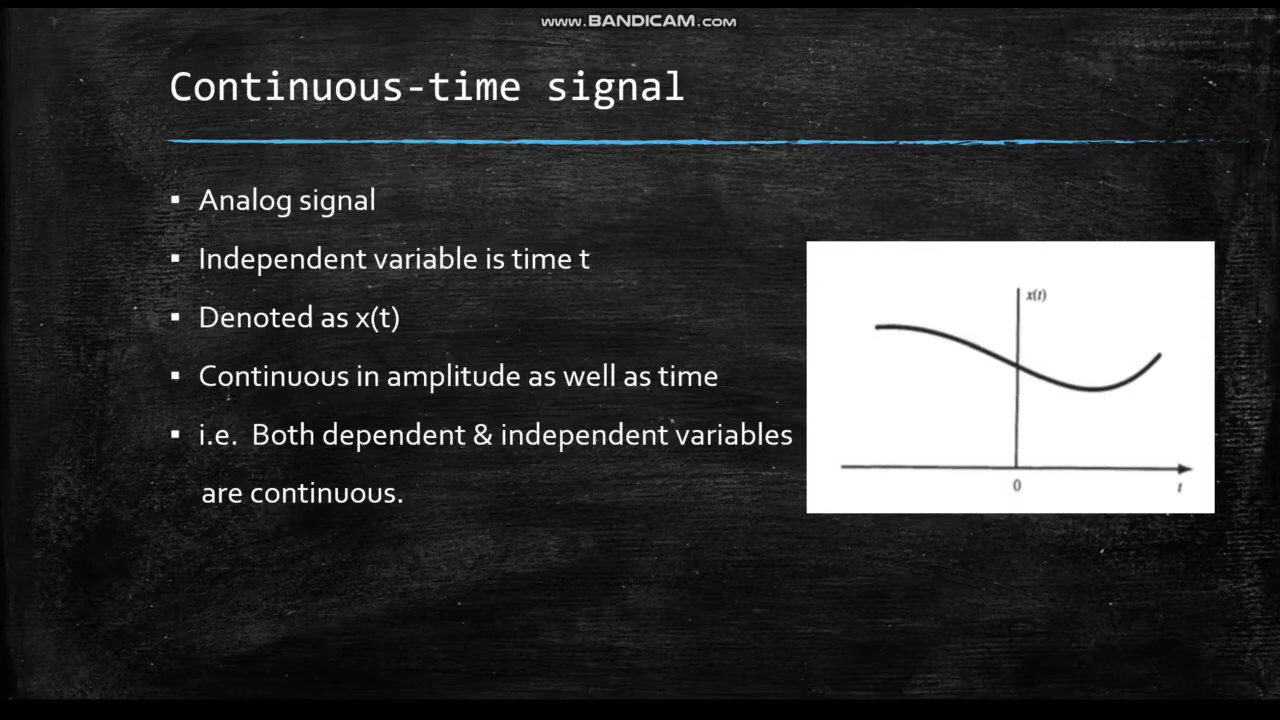 www.BANDICAM.com
Continuous-time signal
▪ Analog signal
▪ Independent variable is time t
▪ Denoted as x(t)
▪ Continuous in amplitude as well as time
▪ i.e. Both dependent & independent variables
are continuous.
x(t)
0
t